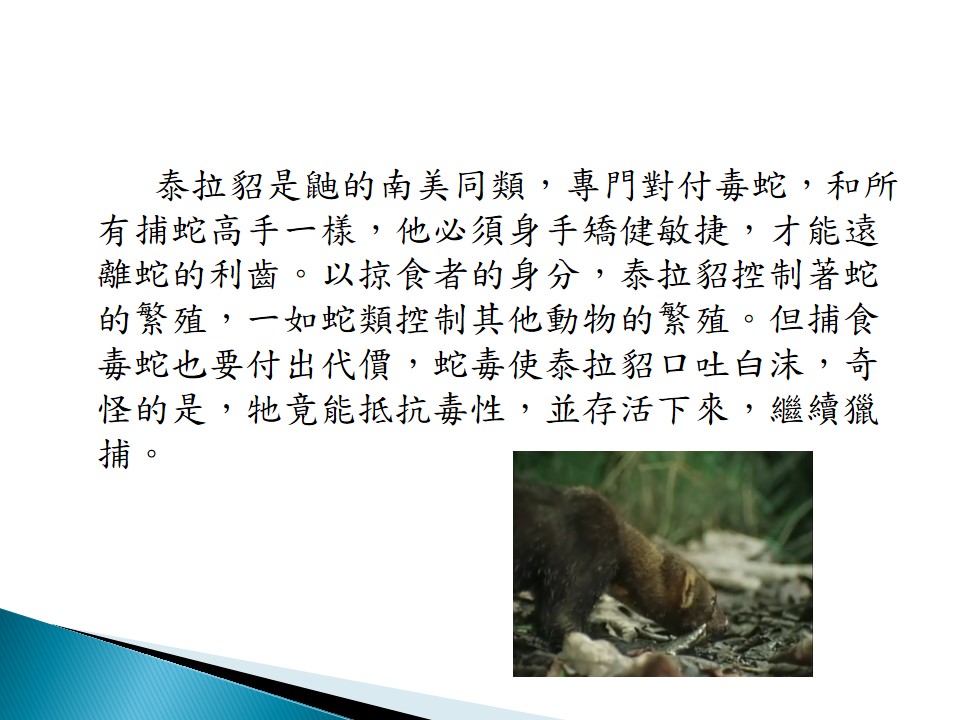 泰拉貂是鼬的南美同類，專門對付毒蛇，和所
有捕蛇高手一樣，他必須身手矯健敏捷，才能遠
離蛇的利齒。以掠食者的身分，泰拉貂控制著蛇
的繁殖，一如蛇類控制其他動物的繁殖。但捕食
毒蛇也要付出代價，蛇毒使泰拉貂口吐白沫，奇
怪的是，牠竟能抵抗毒性，並存活下來，繼續獵
捕。